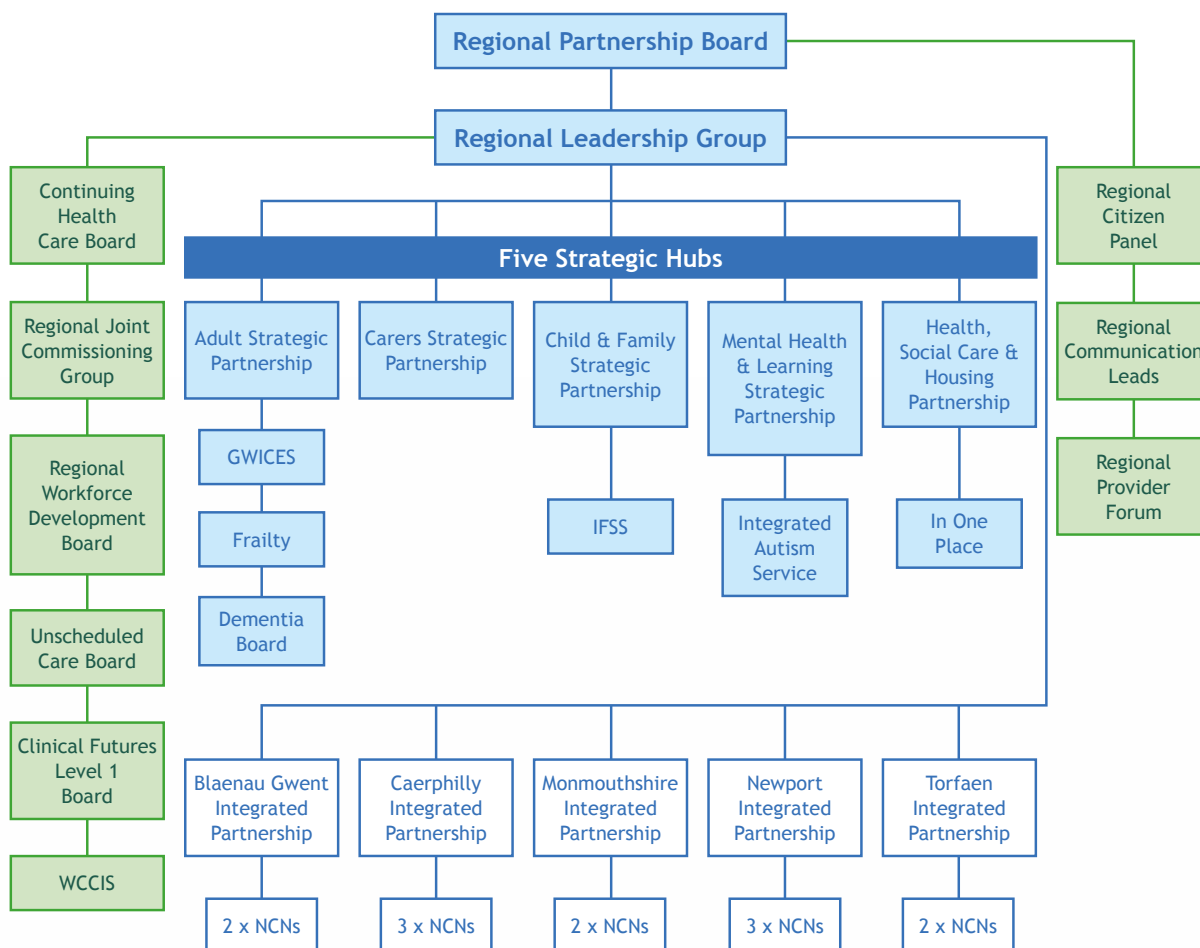 Regional Partnership Board
Regional Leadership Group
Continuing
Health
Care Board
Regional
Citizen
Panel
Five Strategic Hubs
Regional Joint
Commissioning
Group
Adult Strategic
Partnership
Carers Strategic
Partnership
Child & Family
Strategic
Partnership
Mental Health
& Learning
Strategic
Partnership
Health,
Social Care &
Housing
Partnership
Regional
Communication
Leads
Regional
Workforce
Development
Board
GWICES
Frailty
Dementia
Board
IFSS
Integrated
Autism
Service
In One
Place
Regional
Provider
Forum
Unscheduled
Care Board
Clinical Futures
Level 1
Board
WCCIS
Blaenau Gwent
Integrated
Partnership
Caerphilly
Integrated
Partnership
Monmouthshire
Integrated
Partnership
Newport
Integrated
Partnership
Torfaen
Integrated
Partnership
2 x NCNs
3 x NCNs
2 x NCNs
3 x NCNs
2 x NCNs